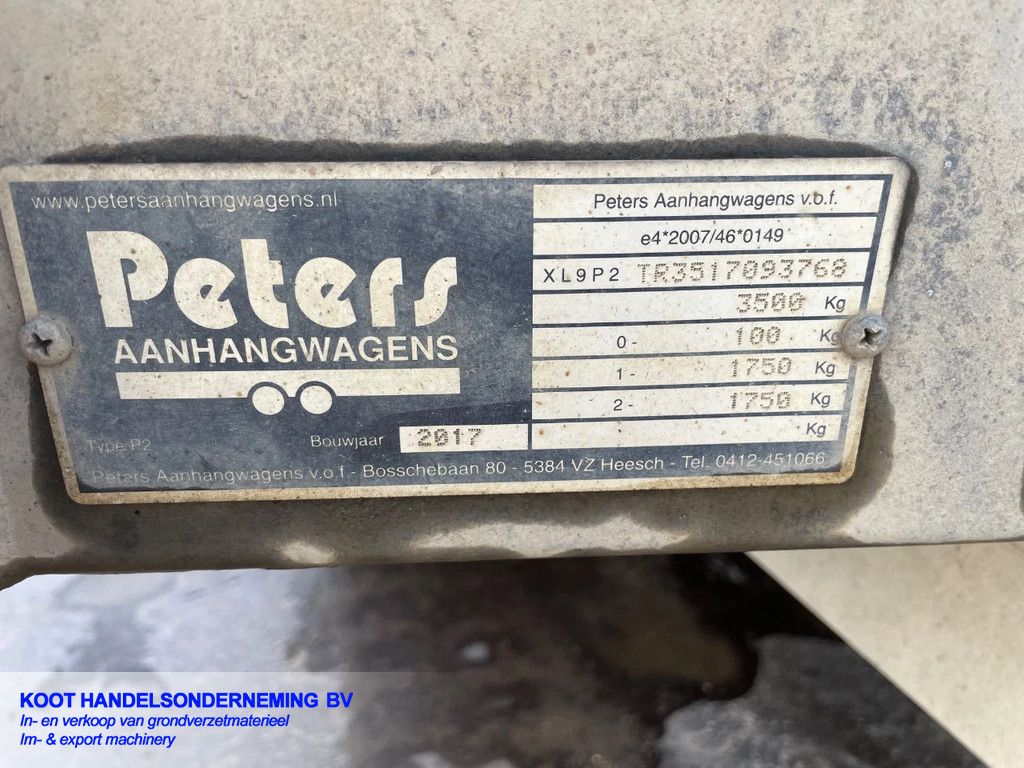 www.petersaanhangwagens.nl
Peters
AANHANGWAGENS
Type P2
Bouwjaar 2017
Peters Aanhangwagens v.o.f.
e4*2007/46*0149
XL9P2 TR3517093768
3500 Kg
0- 100 Kg
1- 1750 Kg
2- 1750 Kg
Kg
Peters Aanhangwagens v.o.f - Bosschebaan 80 - 5384 VZ Heesch - Tel. 0412-451066
KOOT HANDELSONDERNEMING BV
In- en verkoop van grondverzetmaterieel
Im- & export machinery